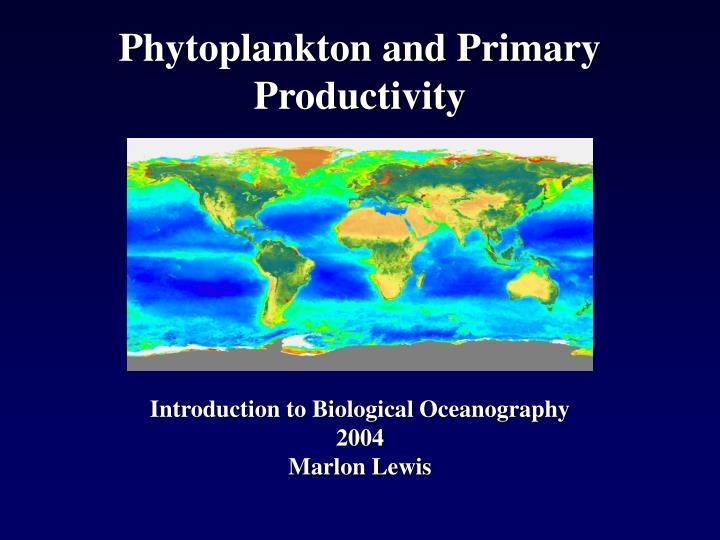 Phytoplankton and Primary
Productivity
Introduction to Biological Oceanography
2004
Marlon Lewis